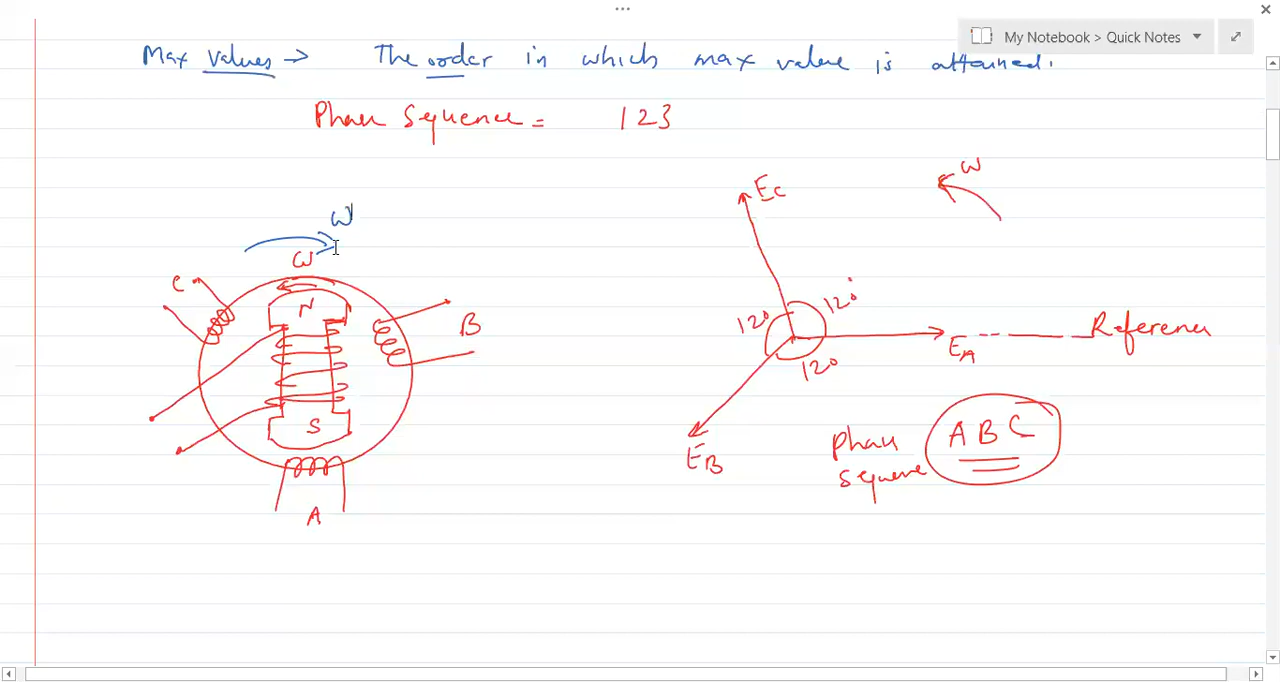 My Notebook > Quick Notes
Max values → The order in which max value is attained.
Phase Sequence = 123
W'
W
C
N
B
S
A
W
EC
120
120°
120
EA
Reference
EB
Phase
Sequence
ABC